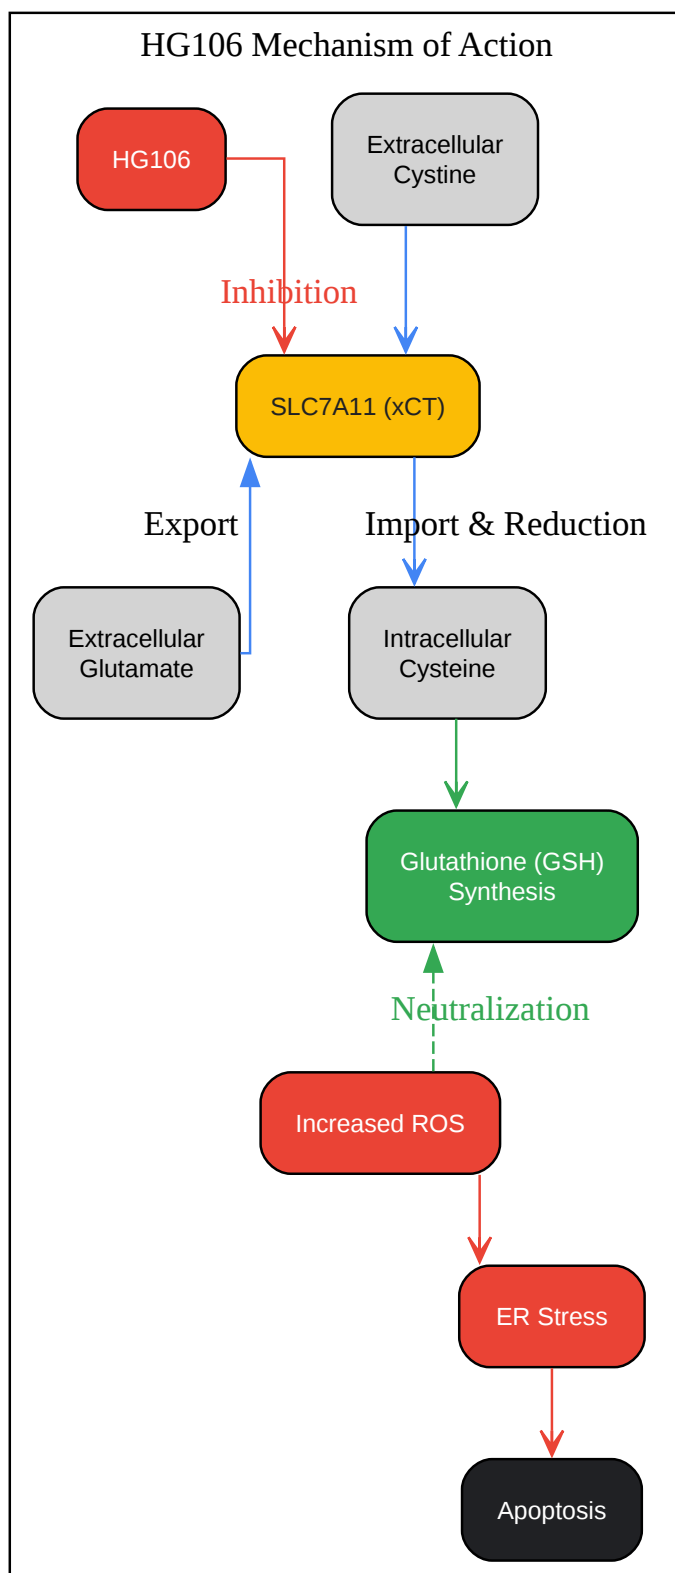 HG106 Mechanism of Action
HG106
Extracellular
Cystine
Inhibition
SLC7A11 (xCT)
Export
Import & Reduction
Extracellular
Glutamate
Intracellular
Cysteine
Glutathione (GSH)
Synthesis
Neutralization
Increased ROS
ER Stress
Apoptosis